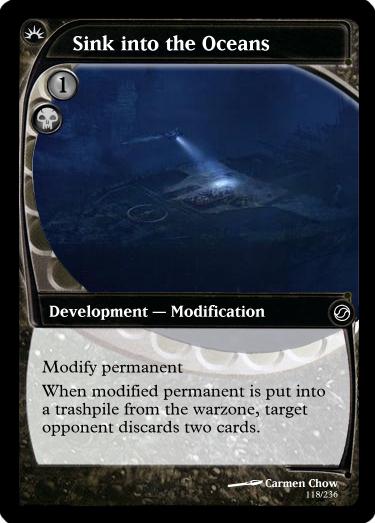 Sink into the Oceans
1
Development — Modification
Modify permanent
When modified permanent is put into
a trashpile from the warzone, target
opponent discards two cards.
Carmen Chow
118/236